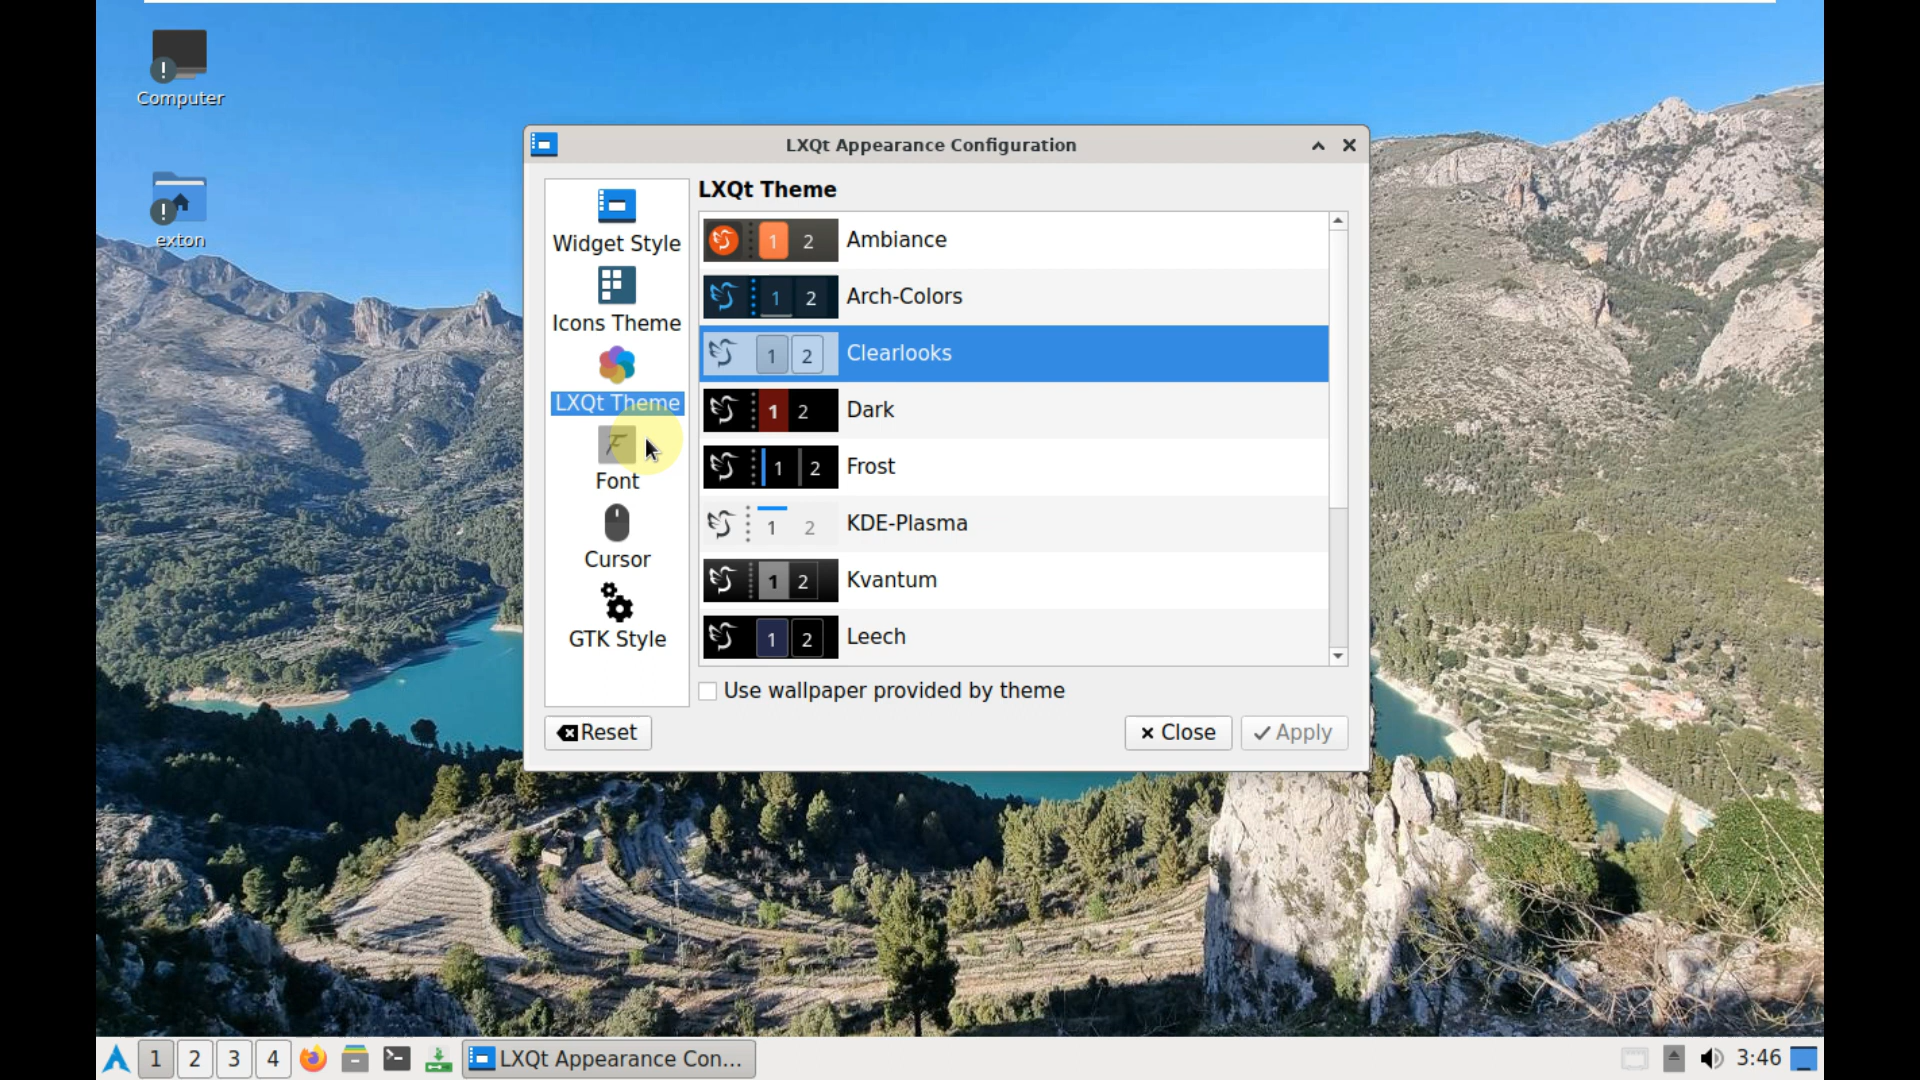 Computer
exton
LXQt Appearance Configuration
Widget Style
Icons Theme
LXQt Theme
Font
Cursor
GTK Style
LXQt Theme
1 2 Ambiance
1 2 Arch-Colors
1 2 Clearlooks
1 2 Dark
1 2 Frost
1 2 KDE-Plasma
1 2 Kvantum
1 2 Leech
Use wallpaper provided by theme
Reset
Close
Apply
1 2 3 4 LXQt Appearance Con... 3:46